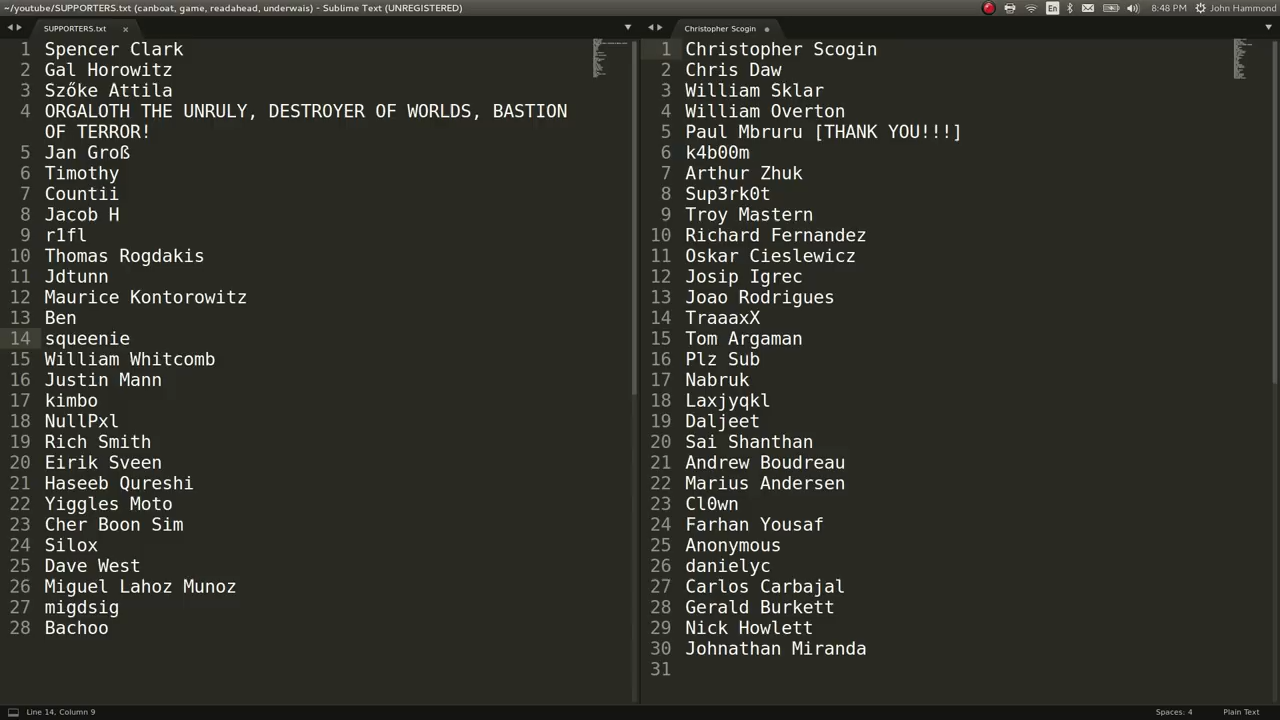 ~/youtube/SUPPORTERS.txt (canboat, game, readahead, underwais) - Sublime Text (UNREGISTERED)
En
8:48 PM
John Hammond
SUPPORTERS.txt ×
1 Spencer Clark
2 Gal Horowitz
3 Szőke Attila
4 ORGALOTH THE UNRULY, DESTROYER OF WORLDS, BASTION
OF TERROR!
5 Jan Groß
6 Timothy
7 Countii
8 Jacob H
9 r1fl
10 Thomas Rogdakis
11 Jdtunn
12 Maurice Kontorowitz
13 Ben
14 squeenie
15 William Whitcomb
16 Justin Mann
17 kimbo
18 NullPxl
19 Rich Smith
20 Eirik Sveen
21 Haseeb Qureshi
22 Yiggles Moto
23 Cher Boon Sim
24 Silox
25 Dave West
26 Miguel Lahoz Munoz
27 migdsig
28 Bachoo
Christopher Scogin
1 Christopher Scogin
2 Chris Daw
3 William Sklar
4 William Overton
5 Paul Mbruru [THANK YOU!!!]
6 k4b00m
7 Arthur Zhuk
8 Sup3rk0t
9 Troy Mastern
10 Richard Fernandez
11 Oskar Cieslewicz
12 Josip Igrec
13 Joao Rodrigues
14 TraaaxX
15 Tom Argaman
16 Plz Sub
17 Nabruk
18 Laxjyqkl
19 Daljeet
20 Sai Shanthan
21 Andrew Boudreau
22 Marius Andersen
23 Cl0wn
24 Farhan Yousaf
25 Anonymous
26 danielyc
27 Carlos Carbajal
28 Gerald Burkett
29 Nick Howlett
30 Johnathan Miranda
31
Line 14, Column 9
Spaces: 4
Plain Text